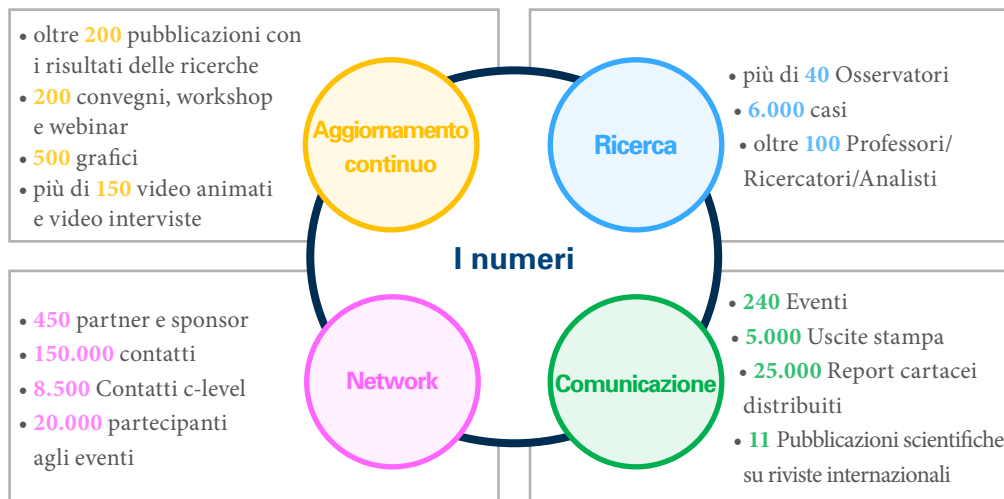 • oltre 200 pubblicazioni con
i risultati delle ricerche
• 200 convegni, workshop
e webinar
• 500 grafici
• più di 150 video animati
e video interviste
Aggiornamento
continuo
Ricerca
• più di 40 Osservatori
• 6.000 casi
• oltre 100 Professori/
Ricercatori/Analisti
I numeri
• 450 partner e sponsor
• 150.000 contatti
• 8.500 Contatti c-level
• 20.000 partecipanti
agli eventi
Network
Comunicazione
• 240 Eventi
• 5.000 Uscite stampa
• 25.000 Report cartacei
distribuiti
• 11 Pubblicazioni scientifiche
su riviste internazionali